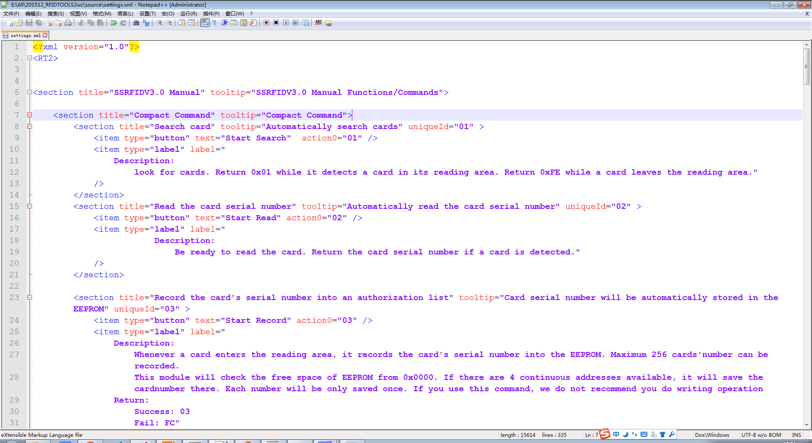 E:\AR\201512_RFIDTOOLS2\wc\source\settings.xml - Notepad++ [Administrator]
文件(F) 编辑(E) 搜索(S) 视图(V) 格式(M) 语言(L) 设置(T) 宏(O) 运行(R) 插件(P) 窗口(W) ?
settings.xml
1 <?xml version="1.0"?>
2 <RT2>
3
4
5 <section title="SSRFIDV3.0 Manual" tooltip="SSRFIDV3.0 Manual Functions/Commands">
6
7 <section title="Compact Command" tooltip="Compact Command">
8 <section title="Search card" tooltip="Automatically search cards" uniqueId="01" >
9 <item type="button" text="Start Search"  action0="01" />
10 <item type="label" label="
11 Description:
12 look for cards. Return 0x01 while it detects a card in its reading area. Return 0xFE while a card leaves the reading area."
13 />
14 </section>
15 <section title="Read the card serial number" tooltip="Automatically read the card serial number" uniqueId="02" >
16 <item type="button" text="Start Read" action0="02" />
17 <item type="label" label="
18 Description:
19 Be ready to read the card. Return the card serial number if a card is detected."
20 />
21 </section>
22
23 <section title="Record the card's serial number into an authorization list" tooltip="Card serial number will be automatically stored in the
EEPROM" uniqueId="03" >
24 <item type="button" text="Start Record" action0="03" />
25 <item type="label" label="
26 Description:
27 Whenever a card enters the reading area, it records the card's serial number into the EEPROM. Maximum 256 cards'number can be
recorded.
28 This module will check the free space of EEPROM from 0x0000. If there are 4 continuous addresses available, it will save the
cardnumber there. Each number will be only saved once. If you use this command, we do not recommend you do writing operation
29 Return:
30 Success: 03
31 Fail: FC"
eXtensible Markup Language file length : 15614 lines : 335 Ln : 7 中 Dos\Windows UTF-8 w/o BOM INS